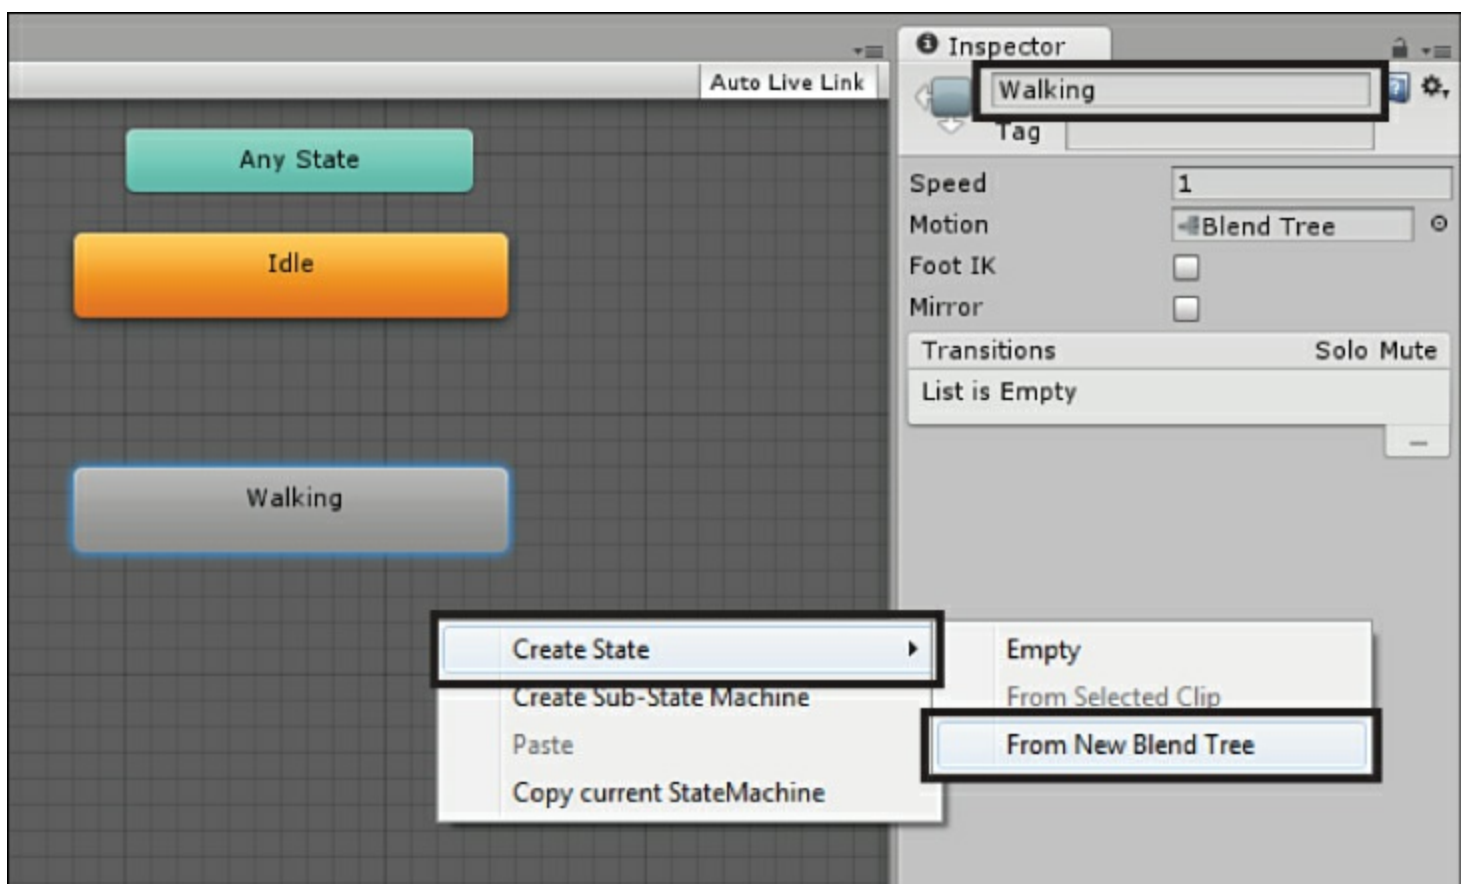 Inspector
Auto Live Link
Walking
Tag
Any State
Speed 1
Motion Blend Tree
Idle
Foot IK
Mirror
Transitions Solo Mute
List is Empty
Walking
Create State
Empty
Create Sub-State Machine
From Selected Clip
Paste
From New Blend Tree
Copy current StateMachine